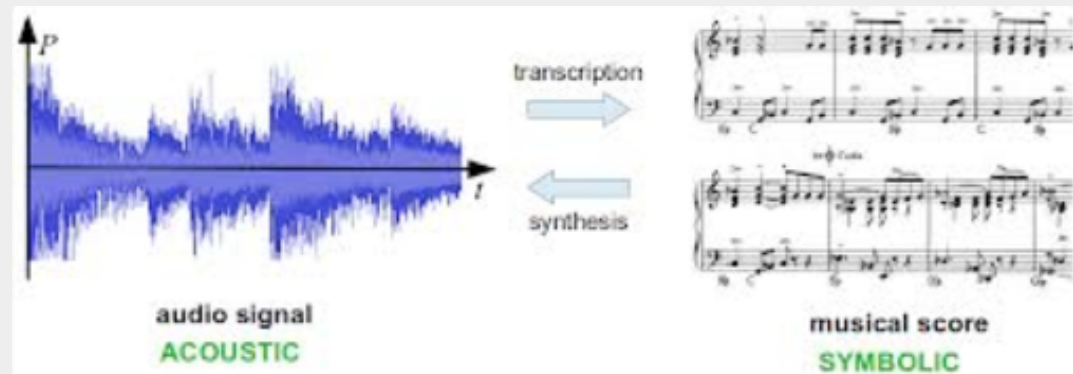 P
transcription
t
synthesis
audio signal
ACOUSTIC
musical score
SYMBOLIC